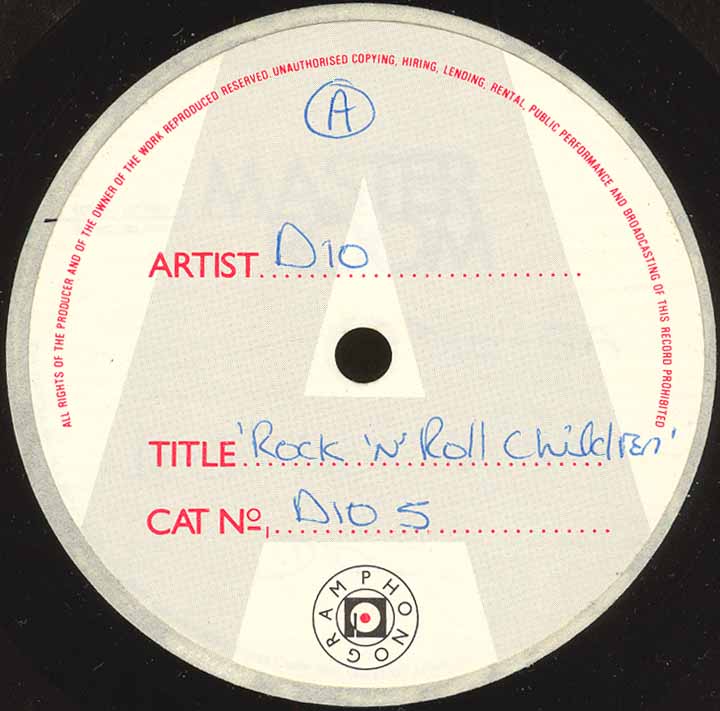 ALL RIGHTS OF THE PRODUCER AND OF THE OWNER OF THE WORK REPRODUCED RESERVED. UNAUTHORISED COPYING, HIRING, LENDING, RENTAL, PUBLIC PERFORMANCE AND BROADCASTING OF THIS RECORD PROHIBITED
A
ARTIST DIO
TITLE 'Rock 'N' Roll Children'
CAT Nº DIO 5
PHONOGRAM